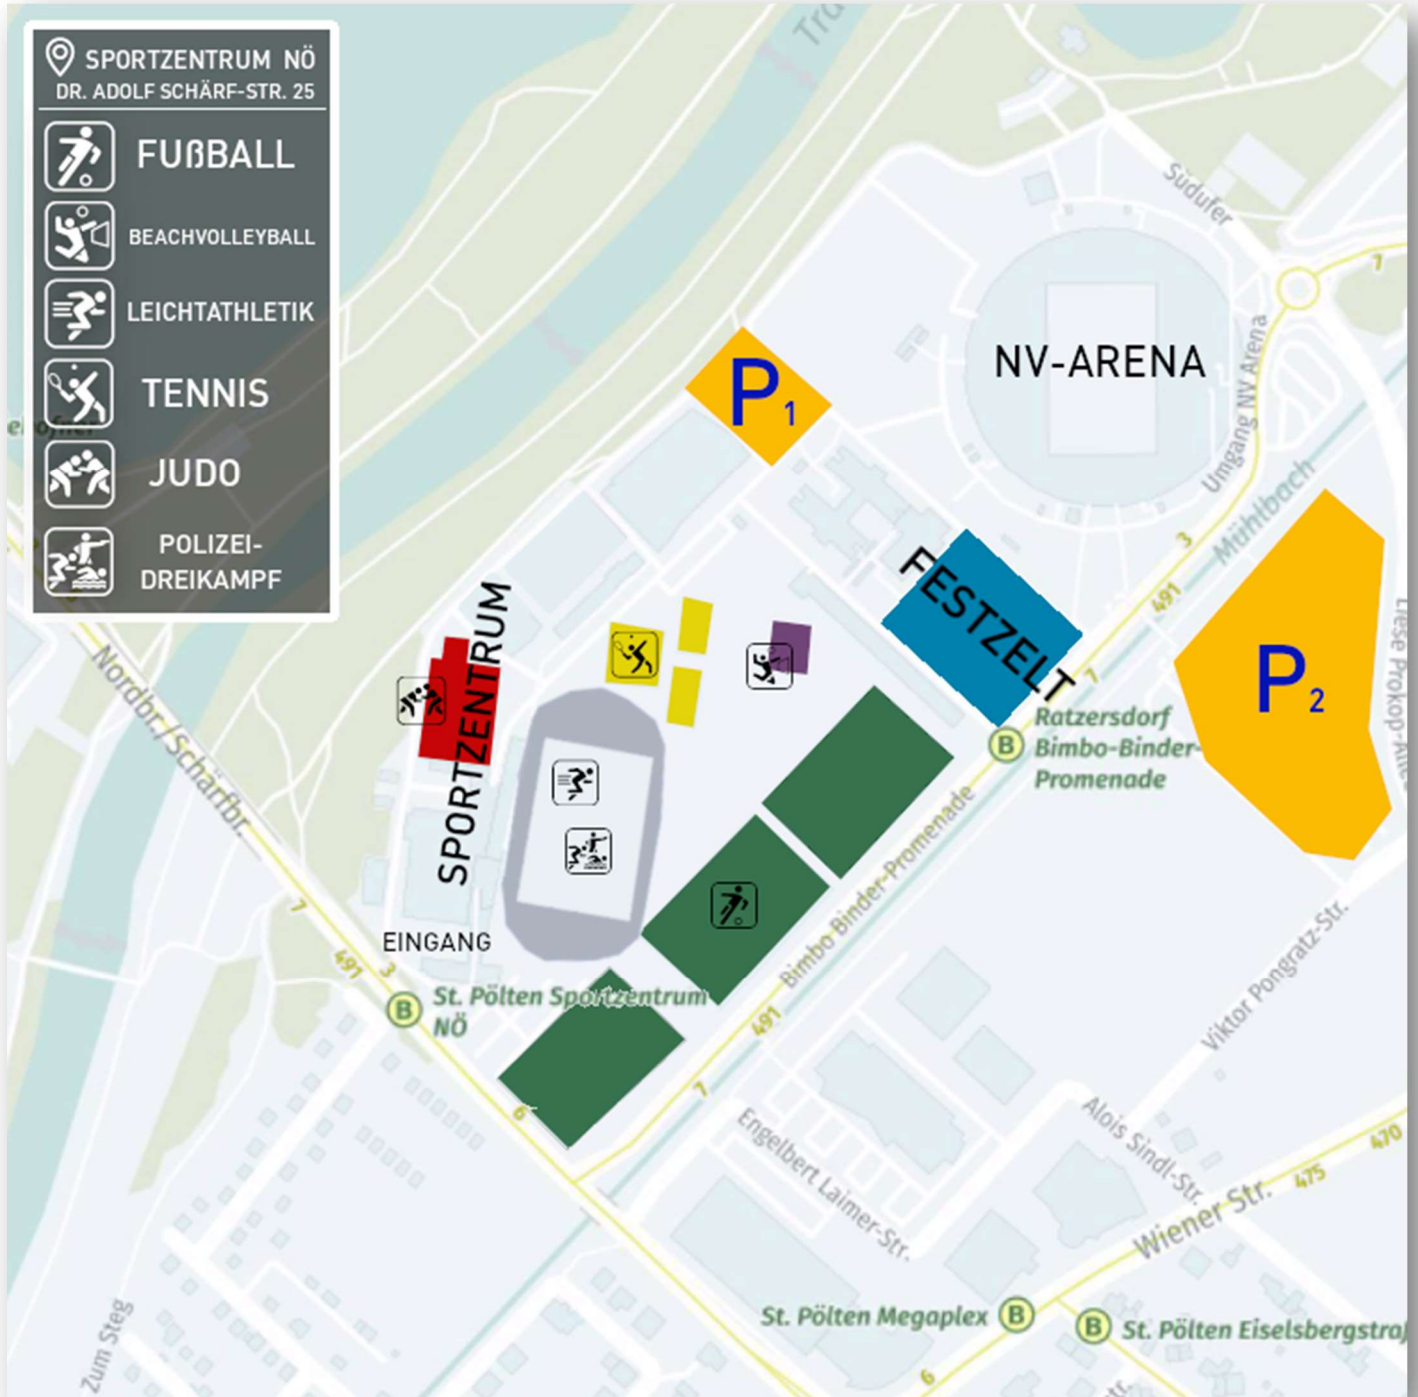 SPORTZENTRUM NÖ
DR. ADOLF SCHÄRF-STR. 25
FUßBALL
BEACHVOLLEYBALL
LEICHTATHLETIK
TENNIS
JUDO
POLIZEI-
DREIKAMPF
Südufer
7
NV-ARENA
Umgang NV Arena
P1
Mühlbach
3
491
7
FESTZELT
P2
SPORTZENTRUM
Nordbr./Schärfbr.
Ratzersdorf
Bimbo-Binder-
Promenade
B
Bimbo Binder-Promenade
7
491
3
EINGANG
B
St. Pölten Sportzentrum
NÖ
Viktor Pongratz-Str.
491
7
6
Engelbert Laimer-Str.
Alois Sindl-Str.
470
475
Wiener Str.
Zum Steg
St. Pölten Megaplex
B
B
6